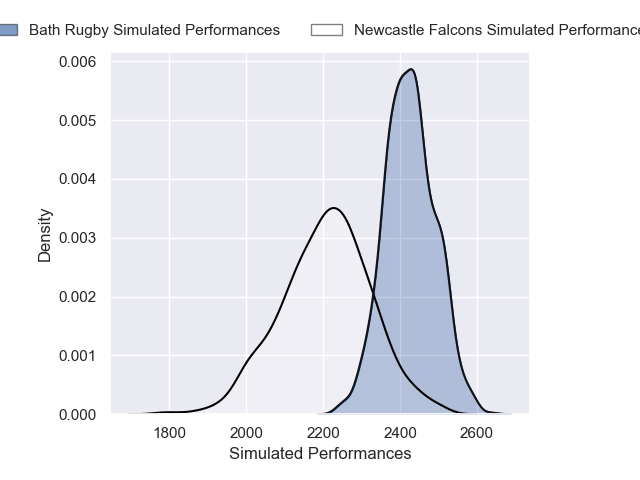 Bath Rugby Simulated Performances
Newcastle Falcons Simulated Performance
0.006
0.005
0.004
0.003
0.002
0.001
0.000
Density
1800 2000 2200 2400 2600
Simulated Performances